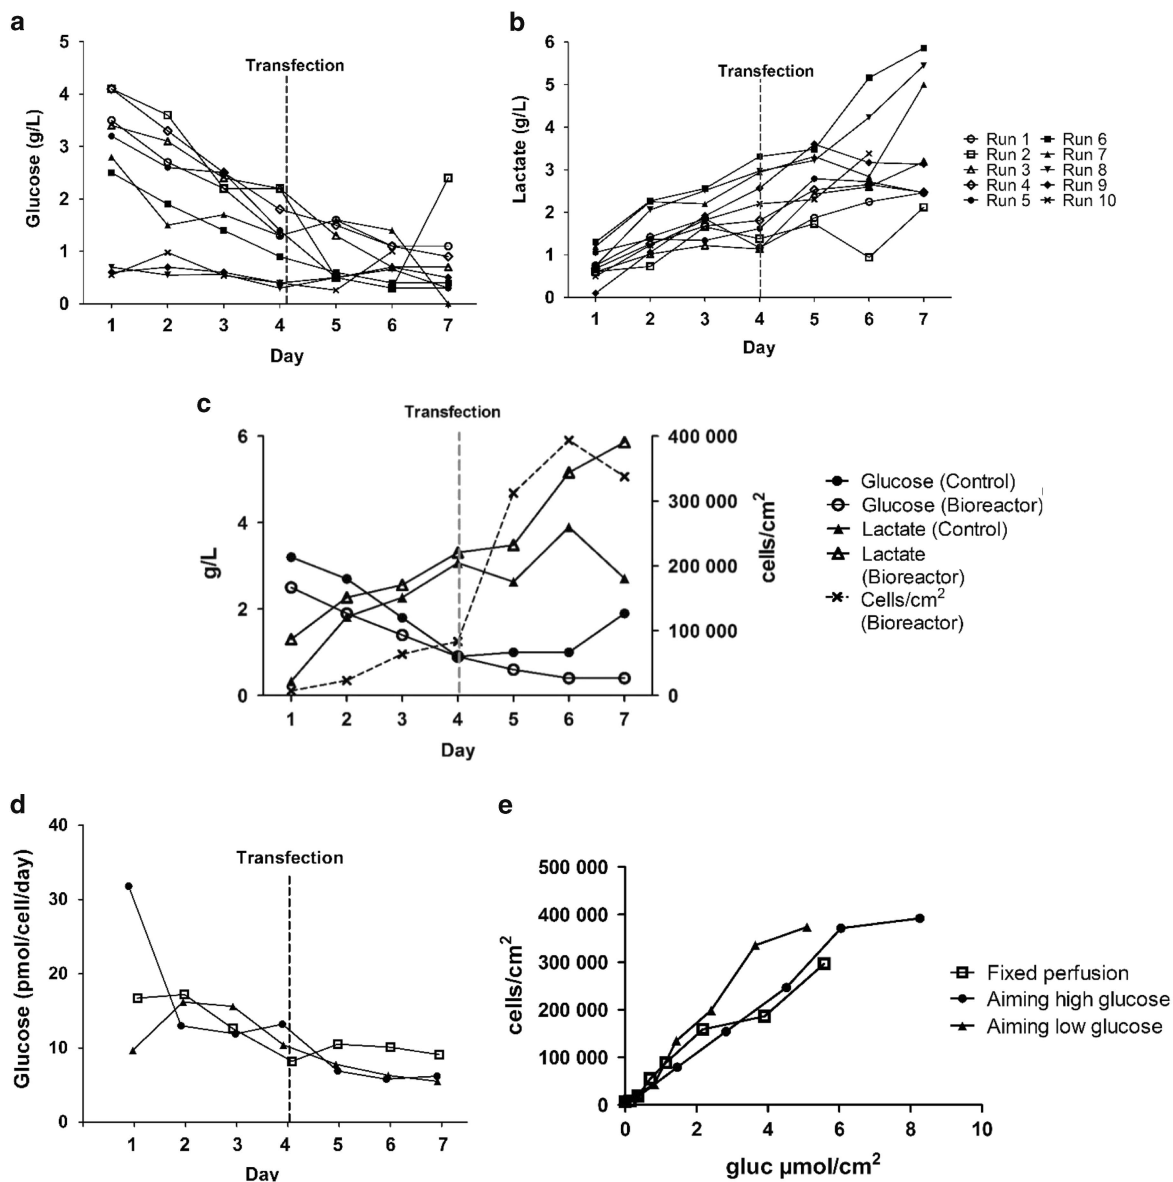 a
5
4
3
2
1
0
Glucose (g/L)
Transfection
1 2 3 4 5 6 7
Day
b
6
5
4
3
2
1
0
Lactate (g/L)
Transfection
1 2 3 4 5 6 7
Day
Run 1 Run 6
Run 2 Run 7
Run 3 Run 8
Run 4 Run 9
Run 5 Run 10
c
Transfection
6
4
2
0
g/L
400 000
300 000
200 000
100 000
0
cells/cm²
1 2 3 4 5 6 7
Day
Glucose (Control)
Glucose (Bioreactor)
Lactate (Control)
Lactate
(Bioreactor)
Cells/cm²
(Bioreactor)
d
40
30
20
10
0
Glucose (pmol/cell/day)
Transfection
1 2 3 4 5 6 7
Day
e
500 000
400 000
300 000
200 000
100 000
0
cells/cm²
0 2 4 6 8 10
gluc µmol/cm²
Fixed perfusion
Aiming high glucose
Aiming low glucose